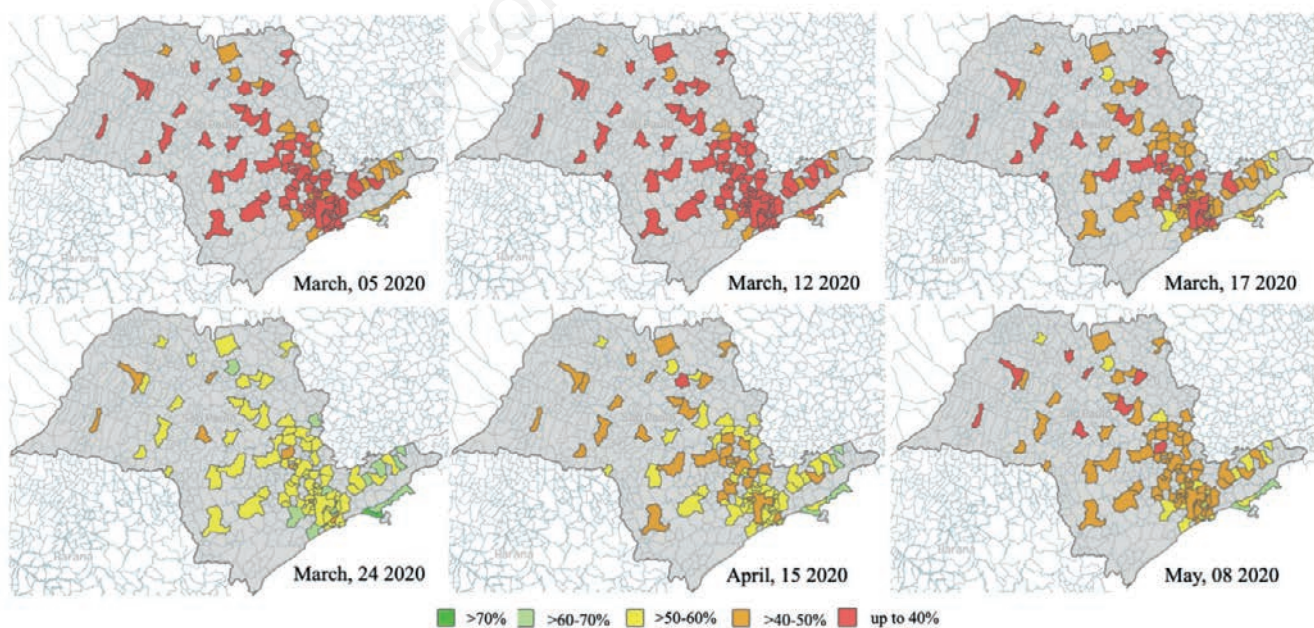 March, 05 2020
March, 12 2020
March, 17 2020
Parana
March, 24 2020
April, 15 2020
May, 08 2020
>70% >60-70% >50-60% >40-50% up to 40%